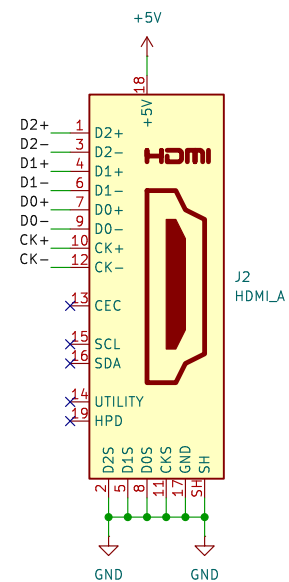 +5V
18
+5V
HDMI
D2+ 1 D2+
D2- 3 D2-
D1+ 4 D1+
D1- 6 D1-
D0+ 7 D0+
D0- 9 D0-
CK+ 10 CK+
CK- 12 CK-
J2
HDMI_A
13 CEC
15 SCL
16 SDA
14 UTILITY
19 HPD
D2S D1S D0S CKS GND SH
2 5 8 11 17 SH
GND GND